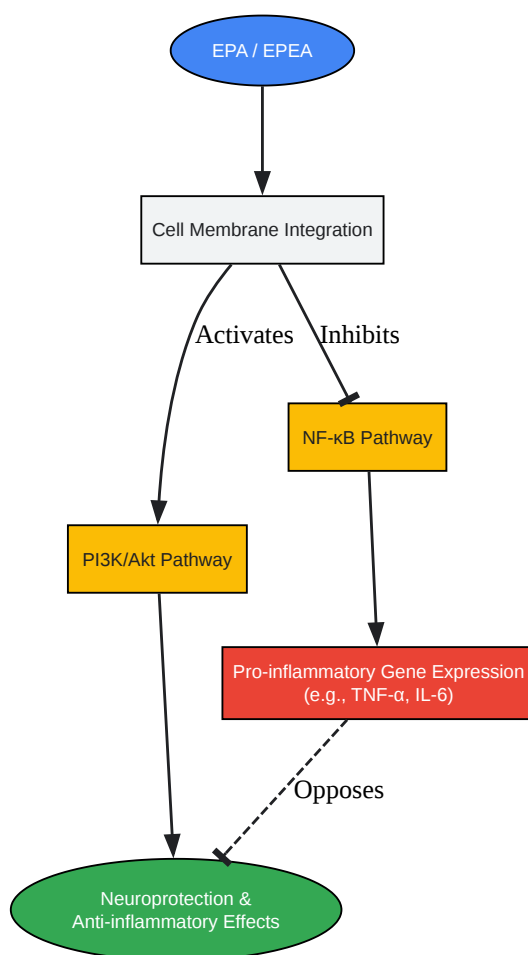 EPA / EPEA
Cell Membrane Integration
Activates
Inhibits
NF-κB Pathway
PI3K/Akt Pathway
Pro-inflammatory Gene Expression
(e.g., TNF-α, IL-6)
Opposes
Neuroprotection &
Anti-inflammatory Effects